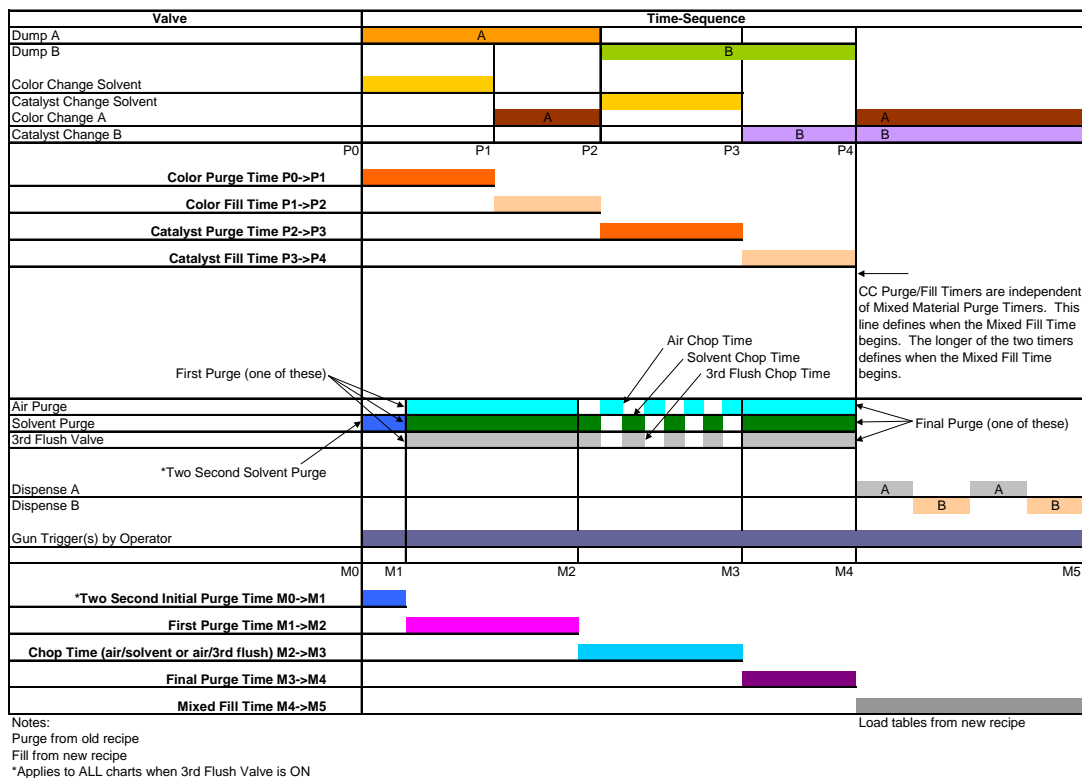 Valve Time-Sequence
Dump A A
Dump B B
Color Change Solvent
Catalyst Change Solvent
Color Change A A A
Catalyst Change B B B
P0 P1 P2 P3 P4
Color Purge Time P0->P1
Color Fill Time P1->P2
Catalyst Purge Time P2->P3
Catalyst Fill Time P3->P4
CC Purge/Fill Timers are independent
of Mixed Material Purge Timers. This
line defines when the Mixed Fill Time
begins. The longer of the two timers
defines when the Mixed Fill Time
begins.
Air Chop Time
Solvent Chop Time
3rd Flush Chop Time
First Purge (one of these)
Air Purge
Solvent Purge
3rd Flush Valve
Final Purge (one of these)
*Two Second Solvent Purge
Dispense A A A
Dispense B B B
Gun Trigger(s) by Operator
M0 M1 M2 M3 M4 M5
*Two Second Initial Purge Time M0->M1
First Purge Time M1->M2
Chop Time (air/solvent or air/3rd flush) M2->M3
Final Purge Time M3->M4
Mixed Fill Time M4->M5
Notes: Load tables from new recipe
Purge from old recipe
Fill from new recipe
*Applies to ALL charts when 3rd Flush Valve is ON